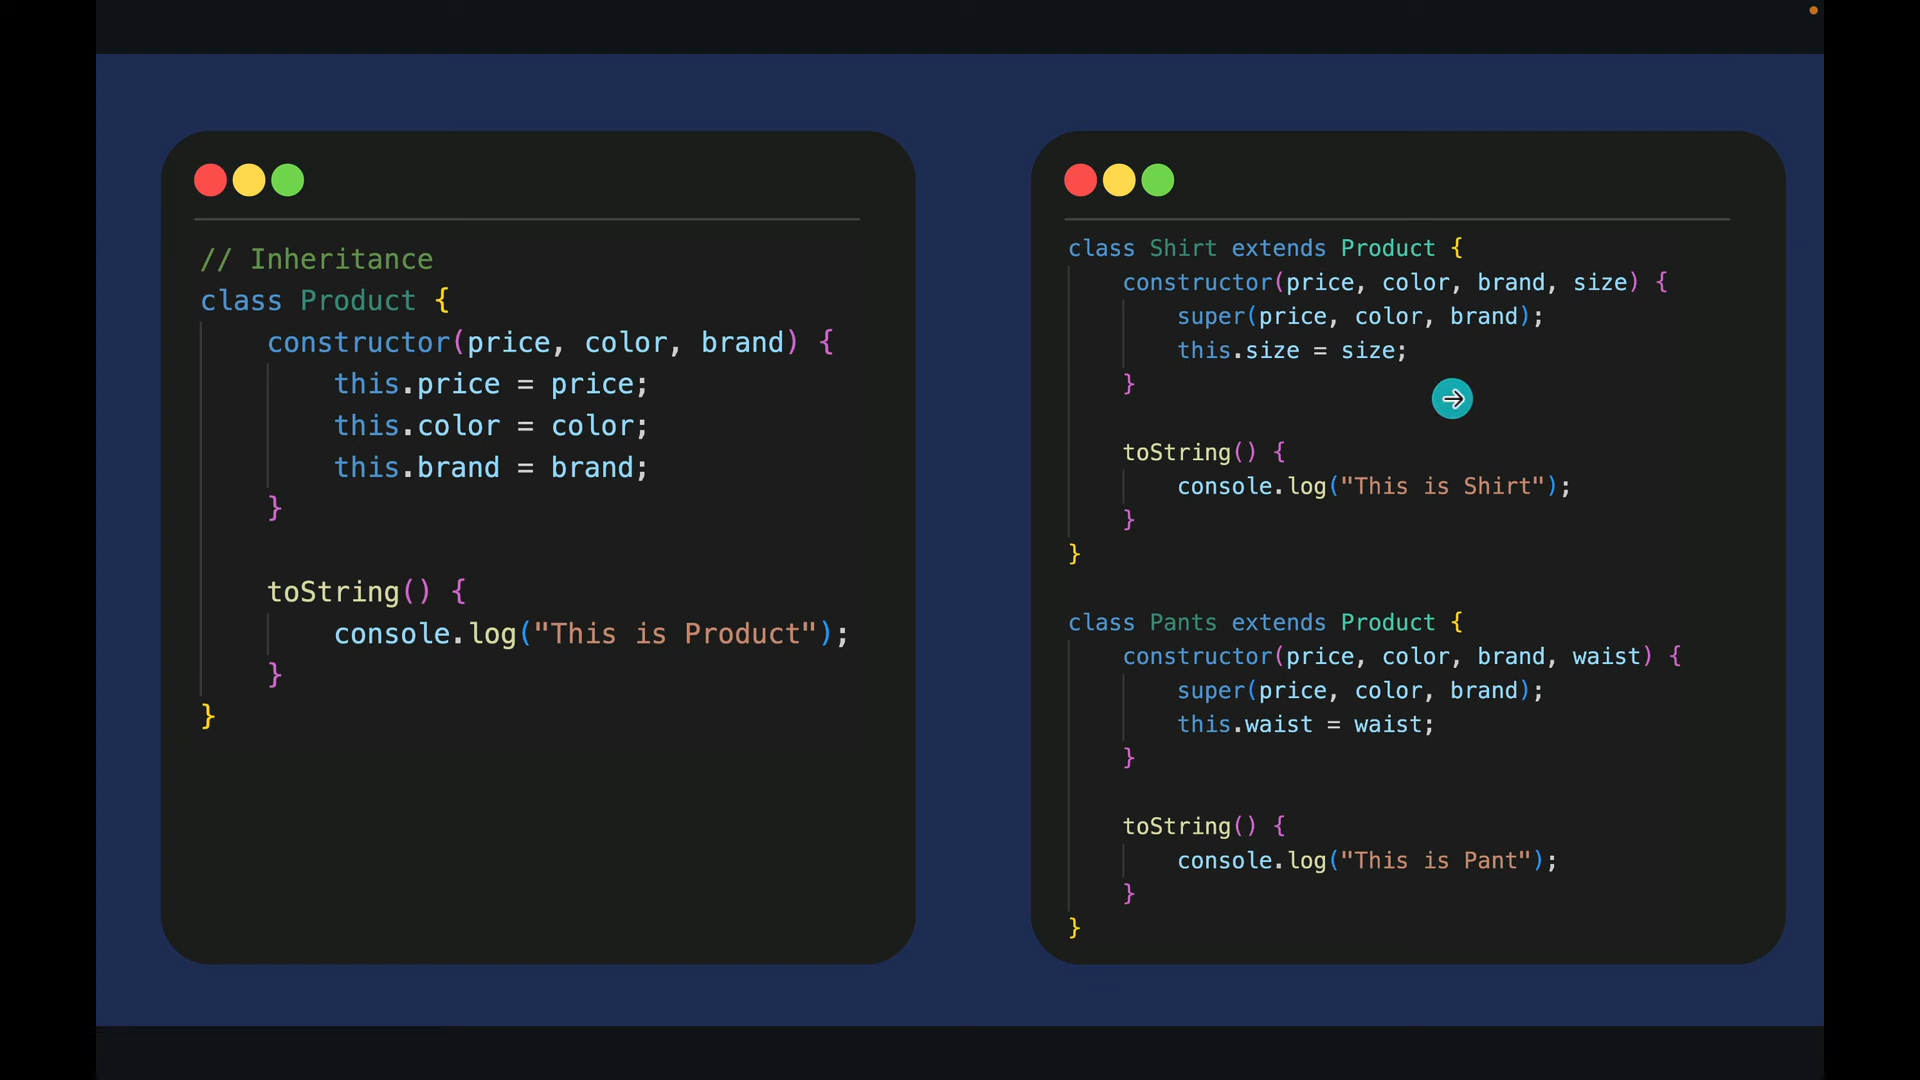 // Inheritance
class Product {
    constructor(price, color, brand) {
        this.price = price;
        this.color = color;
        this.brand = brand;
    }

    toString() {
        console.log("This is Product");
    }
}
class Shirt extends Product {
    constructor(price, color, brand, size) {
        super(price, color, brand);
        this.size = size;
    }

    toString() {
        console.log("This is Shirt");
    }
}

class Pants extends Product {
    constructor(price, color, brand, waist) {
        super(price, color, brand);
        this.waist = waist;
    }

    toString() {
        console.log("This is Pant");
    }
}